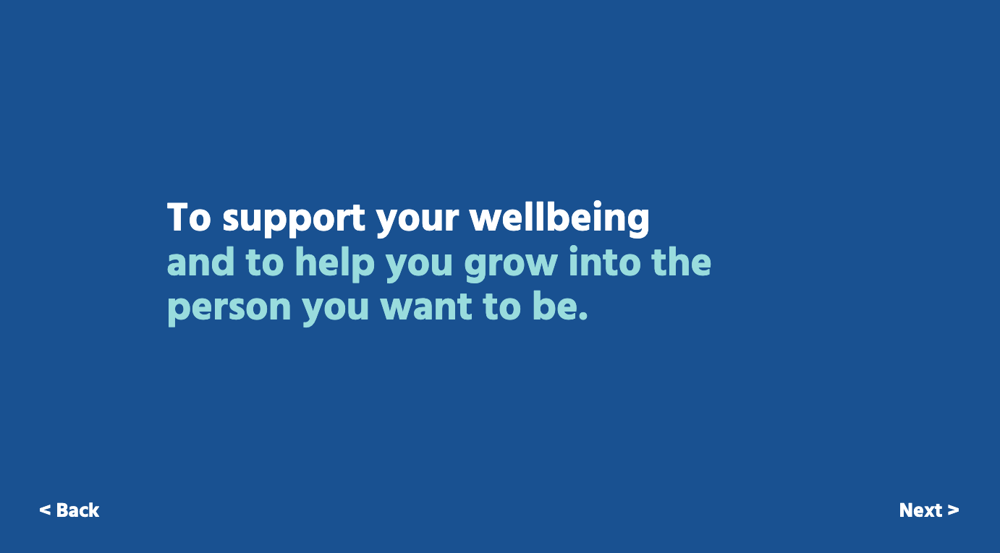 To support your wellbeing
and to help you grow into the
person you want to be.
< Back
Next >